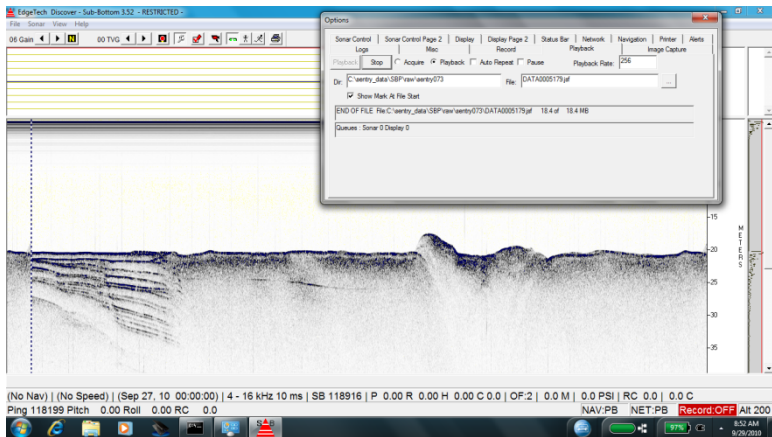 EdgeTech Discover - Sub-Bottom 3.52 - RESTRICTED -
File Sonar View Help
06 Gain N 00 TVG N
Options
Sonar Control Sonar Control Page 2 Display Display Page 2 Status Bar Network Navigation Printer Alerts
Logs Misc Record Playback Image Capture
Playback Stop Acquire Playback Auto Repeat Pause Playback Rate: 256
Dir: C:\sentry_data\SBP\raw\sentry073 File: DATA0005179.jsf ...
Show Mark At File Start
END OF FILE File:C:\sentry_data\SBP\raw\sentry073\DATA0005179.jsf 18.4 of 18.4 MB
Queues : Sonar 0 Display 0
-15
METERS
-20
-25
-30
-35
(No Nav) | (No Speed) | (Sep 27, 10 00:00:00) | 4 - 16 kHz 10 ms | SB 118916 | P 0.00 R 0.00 H 0.00 C 0.0 | OF:2 | 0.0 M | 0.0 PSI | RC 0.0 | 0.0 C
Ping 118199 Pitch 0.00 Roll 0.00 RC 0.0 NAV:PB NET:PB Record:OFF Alt 200
97%
8:52 AM
9/29/2010